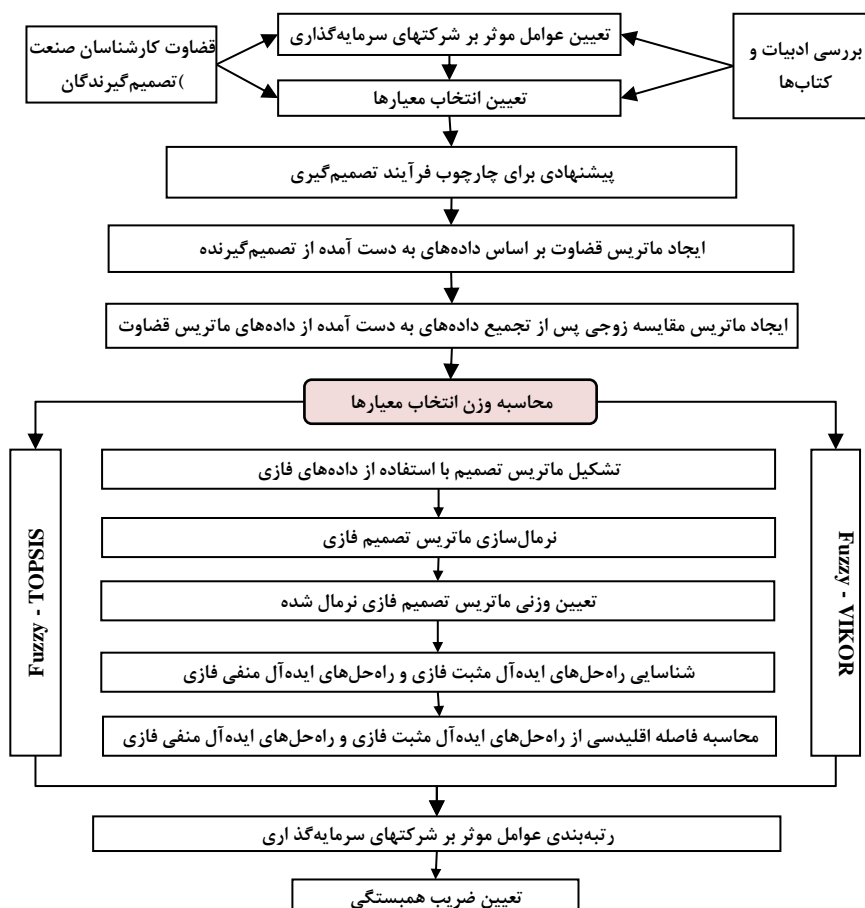 تعیین عوامل موثر بر شرکتهای سرمایه‌گذاری
قضاوت کارشناسان صنعت
(تصمیم‌گیرندگان
بررسی ادبیات و
کتاب‌ها
تعیین انتخاب معیارها
پیشنهادی برای چارچوب فرآیند تصمیم‌گیری
ایجاد ماتریس قضاوت بر اساس داده‌های به دست آمده از تصمیم‌گیرنده
ایجاد ماتریس مقایسه زوجی پس از تجمیع داده‌های به دست آمده از داده‌های ماتریس قضاوت
محاسبه وزن انتخاب معیارها
Fuzzy - TOPSIS
Fuzzy - VIKOR
تشکیل ماتریس تصمیم با استفاده از داده‌های فازی
نرمال‌سازی ماتریس تصمیم فازی
تعیین وزنی ماتریس تصمیم فازی نرمال شده
شناسایی راه‌حل‌های ایده‌آل مثبت فازی و راه‌حل‌های ایده‌آل منفی فازی
محاسبه فاصله اقلیدسی از راه‌حل‌های ایده‌آل مثبت فازی و راه‌حل‌های ایده‌آل منفی فازی
رتبه‌بندی عوامل موثر بر شرکتهای سرمایه‌گذ اری
تعیین ضریب همبستگی